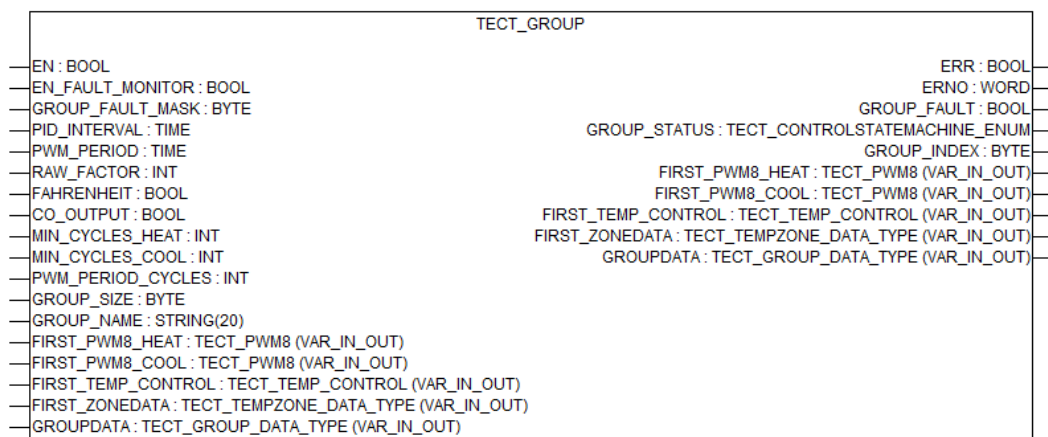 TECT_GROUP
EN : BOOL
ERR : BOOL
EN_FAULT_MONITOR : BOOL
ERNO : WORD
GROUP_FAULT_MASK : BYTE
GROUP_FAULT : BOOL
PID_INTERVAL : TIME
GROUP_STATUS : TECT_CONTROLSTATEMACHINE_ENUM
PWM_PERIOD : TIME
GROUP_INDEX : BYTE
RAW_FACTOR : INT
FIRST_PWM8_HEAT : TECT_PWM8 (VAR_IN_OUT)
FAHRENHEIT : BOOL
FIRST_PWM8_COOL : TECT_PWM8 (VAR_IN_OUT)
CO_OUTPUT : BOOL
FIRST_TEMP_CONTROL : TECT_TEMP_CONTROL (VAR_IN_OUT)
MIN_CYCLES_HEAT : INT
FIRST_ZONEDATA : TECT_TEMPZONE_DATA_TYPE (VAR_IN_OUT)
MIN_CYCLES_COOL : INT
GROUPDATA : TECT_GROUP_DATA_TYPE (VAR_IN_OUT)
PWM_PERIOD_CYCLES : INT
GROUP_SIZE : BYTE
GROUP_NAME : STRING(20)
FIRST_PWM8_HEAT : TECT_PWM8 (VAR_IN_OUT)
FIRST_PWM8_COOL : TECT_PWM8 (VAR_IN_OUT)
FIRST_TEMP_CONTROL : TECT_TEMP_CONTROL (VAR_IN_OUT)
FIRST_ZONEDATA : TECT_TEMPZONE_DATA_TYPE (VAR_IN_OUT)
GROUPDATA : TECT_GROUP_DATA_TYPE (VAR_IN_OUT)